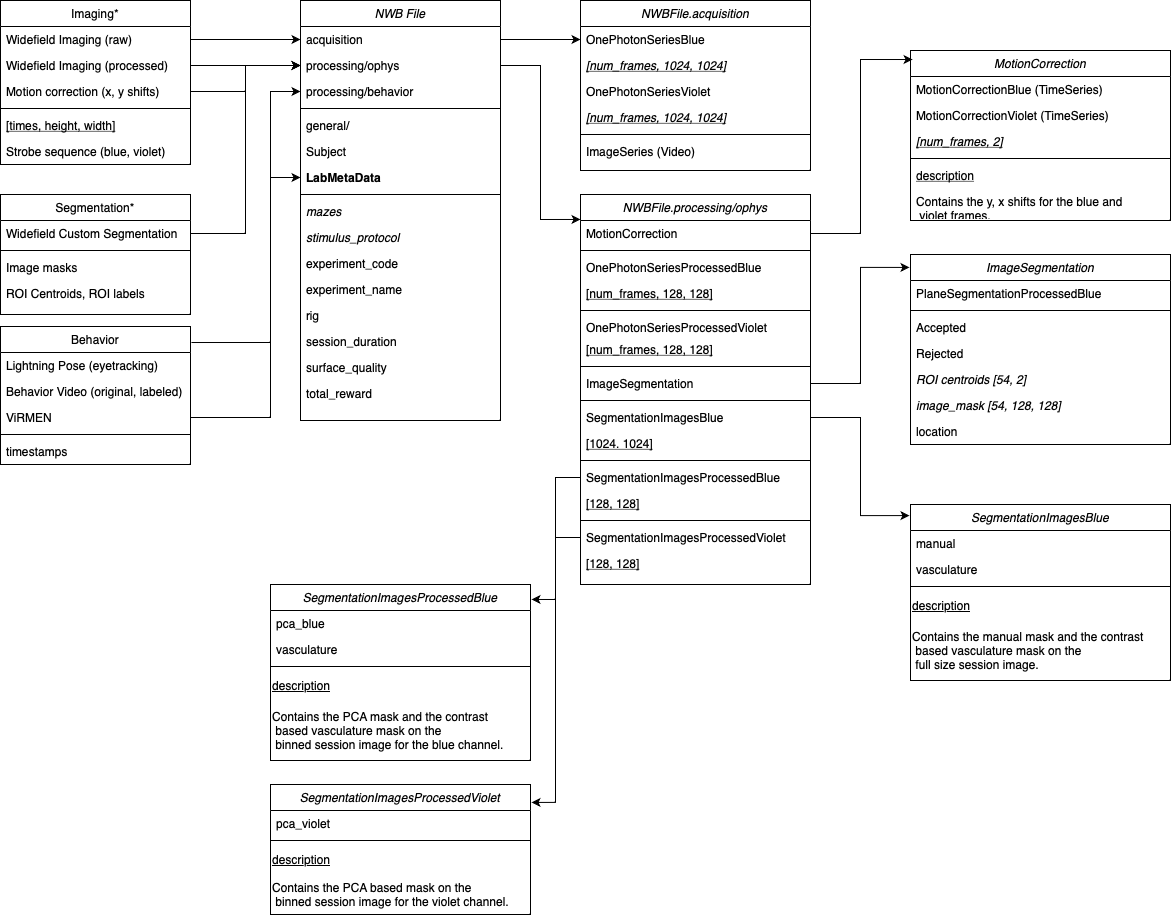 Imaging*
Widefield Imaging (raw)
Widefield Imaging (processed)
Motion correction (x, y shifts)
[times, height, width]
Strobe sequence (blue, violet)
Segmentation*
Widefield Custom Segmentation
Image masks
ROI Centroids, ROI labels
Behavior
Lightning Pose (eyetracking)
Behavior Video (original, labeled)
ViRMEN
timestamps
NWB File
acquisition
processing/ophys
processing/behavior
general/
Subject
LabMetaData
mazes
stimulus_protocol
experiment_code
experiment_name
rig
session_duration
surface_quality
total_reward
NWBFile.acquisition
OnePhotonSeriesBlue
[num_frames, 1024, 1024]
OnePhotonSeriesViolet
[num_frames, 1024, 1024]
ImageSeries (Video)
NWBFile.processing/ophys
MotionCorrection
OnePhotonSeriesProcessedBlue
[num_frames, 128, 128]
OnePhotonSeriesProcessedViolet
[num_frames, 128, 128]
ImageSegmentation
SegmentationImagesBlue
[1024. 1024]
SegmentationImagesProcessedBlue
[128, 128]
SegmentationImagesProcessedViolet
[128, 128]
MotionCorrection
MotionCorrectionBlue (TimeSeries)
MotionCorrectionViolet (TimeSeries)
[num_frames, 2]
description
Contains the y, x shifts for the blue and
violet frames.
ImageSegmentation
PlaneSegmentationProcessedBlue
Accepted
Rejected
ROI centroids [54, 2]
image_mask [54, 128, 128]
location
SegmentationImagesBlue
manual
vasculature
description
Contains the manual mask and the contrast
based vasculature mask on the
full size session image.
SegmentationImagesProcessedBlue
pca_blue
vasculature
description
Contains the PCA mask and the contrast
based vasculature mask on the
binned session image for the blue channel.
SegmentationImagesProcessedViolet
pca_violet
description
Contains the PCA based mask on the
binned session image for the violet channel.